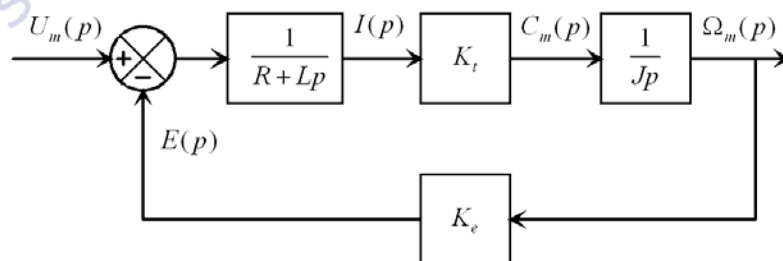 U_m(p)
+
−
1
R + Lp
I(p)
K_t
C_m(p)
1
Jp
Ω_m(p)
E(p)
K_e